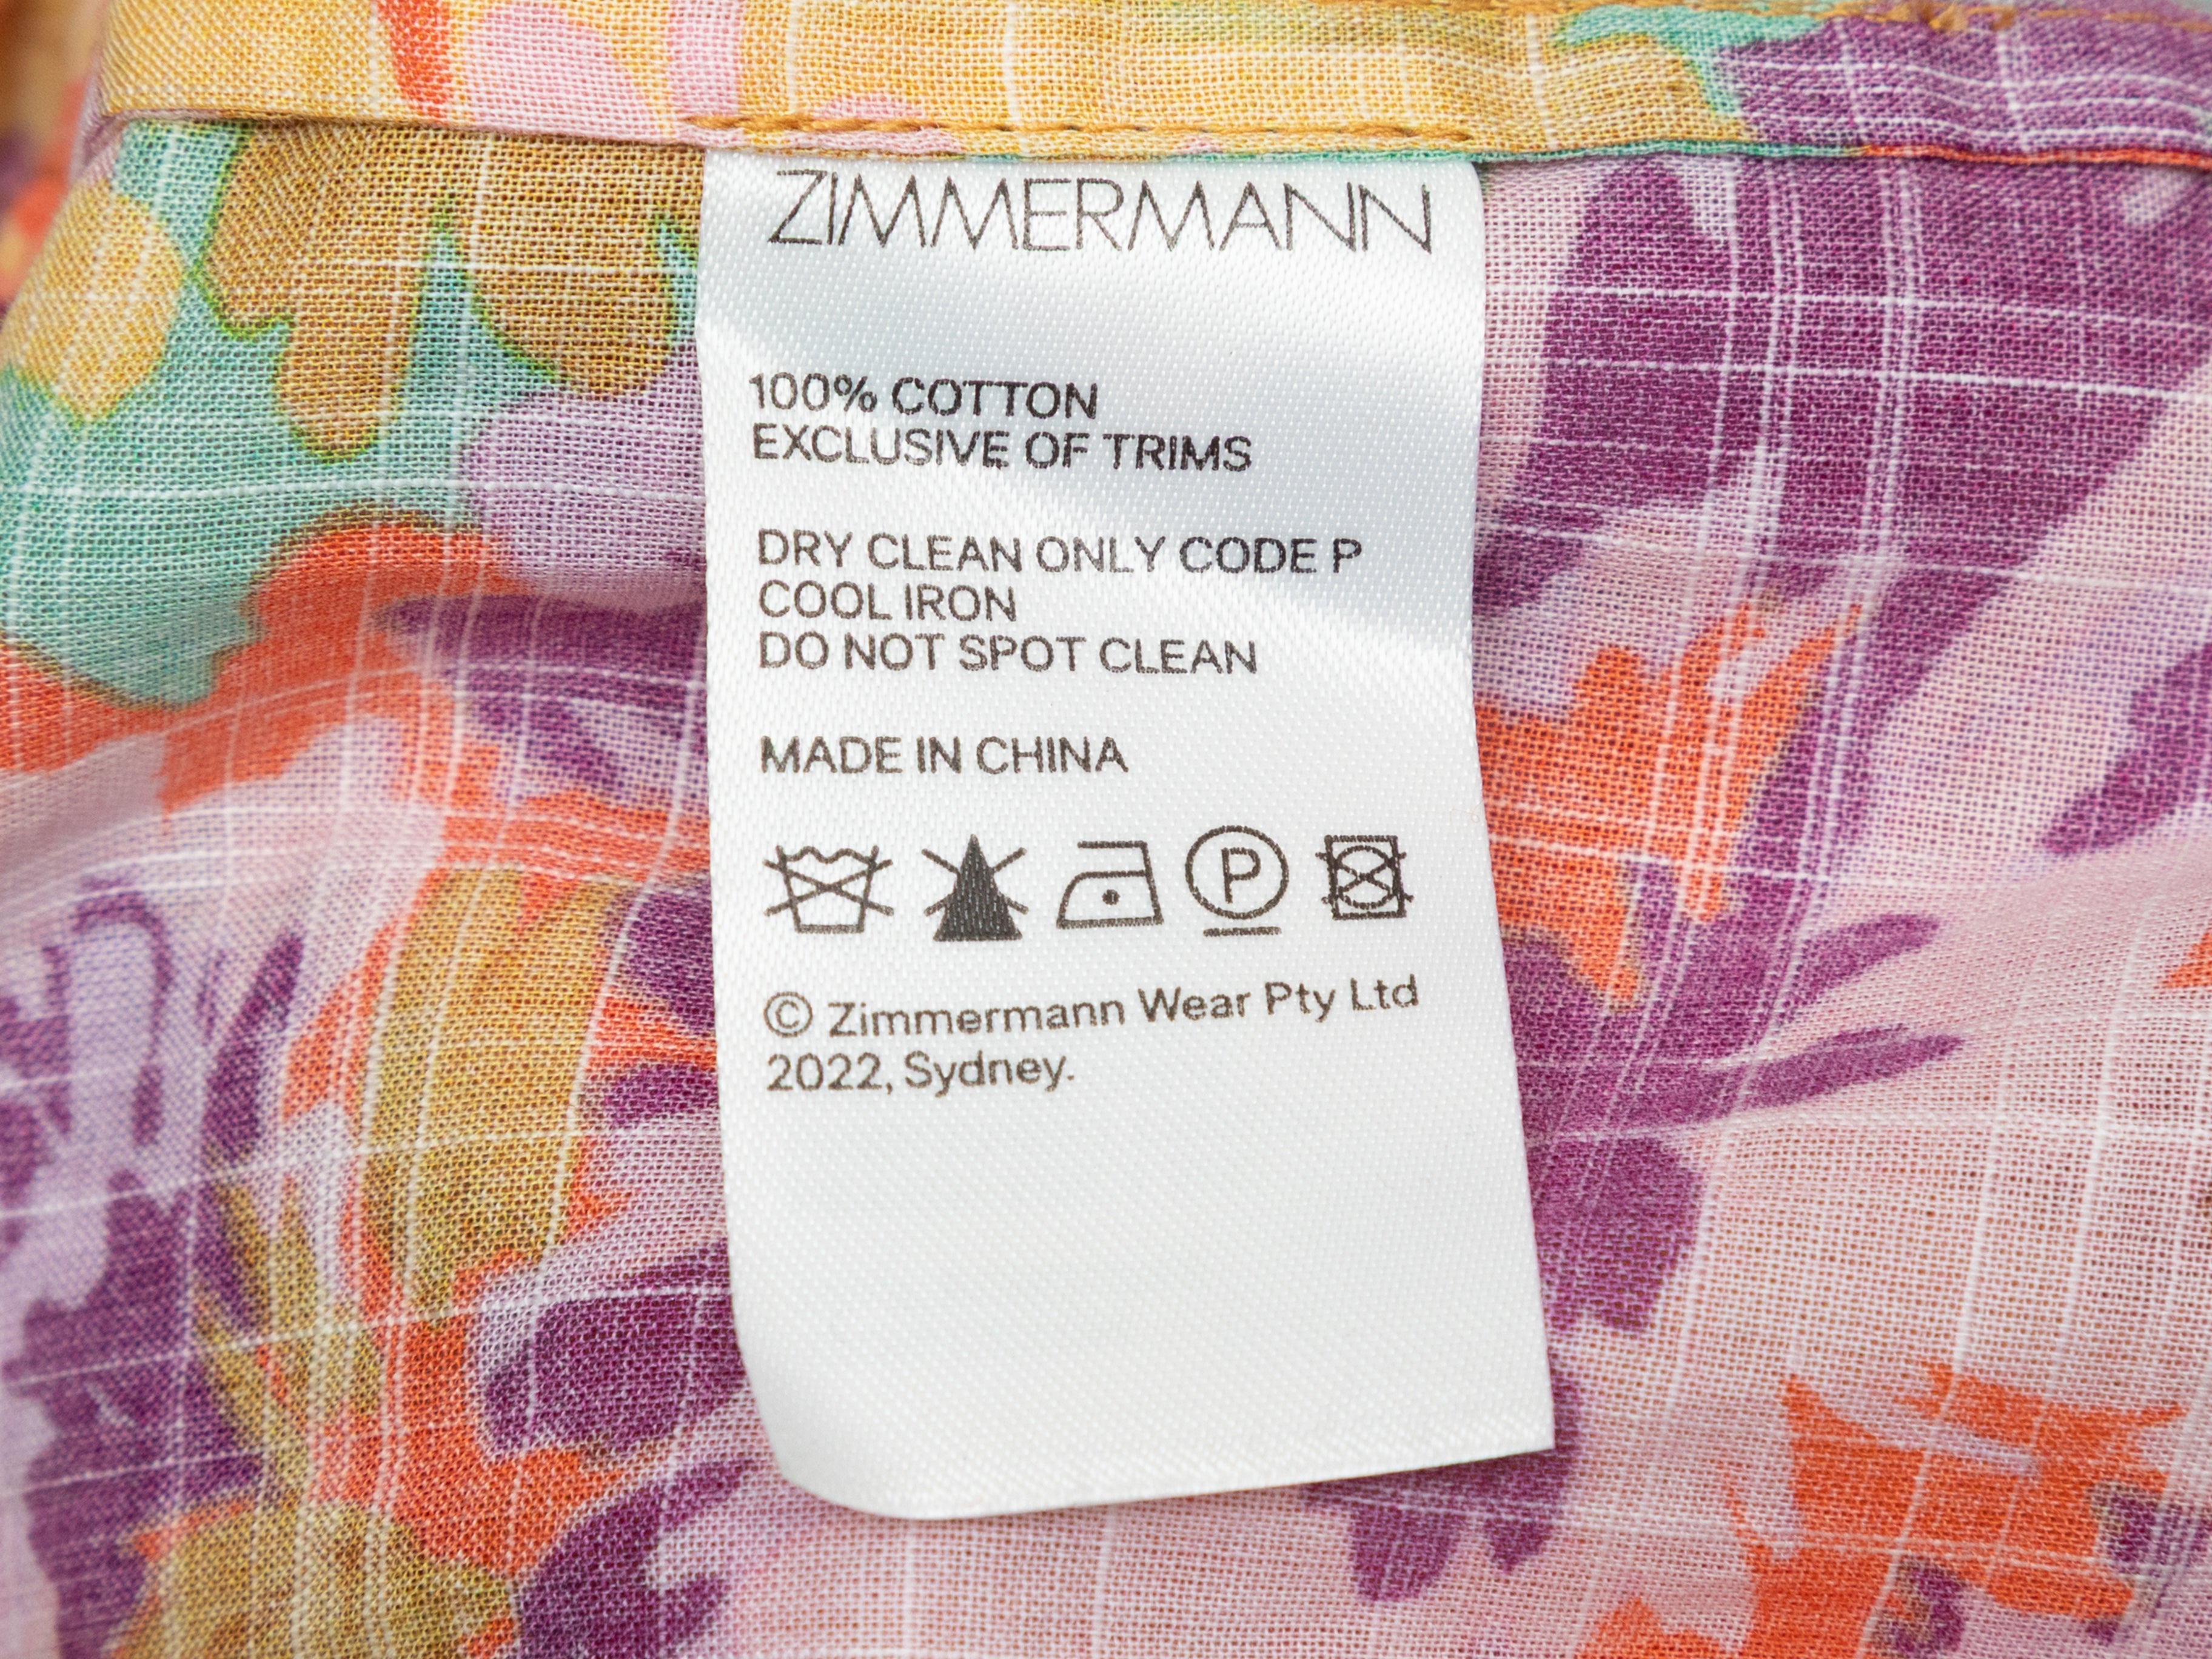 ZIMMERMANN
100% COTTON
EXCLUSIVE OF TRIMS
DRY CLEAN ONLY CODE P
COOL IRON
DO NOT SPOT CLEAN
MADE IN CHINA
P
© Zimmermann Wear Pty Ltd
2022, Sydney.